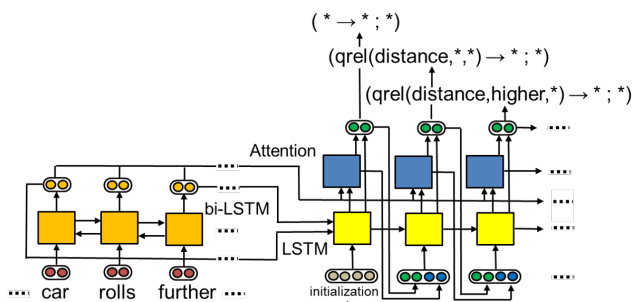 ( * → * ; *)
(qrel(distance,*,*) → * ; *)
(qrel(distance,higher,*) → * ; *)
Attention
bi-LSTM
LSTM
car rolls further
initialization